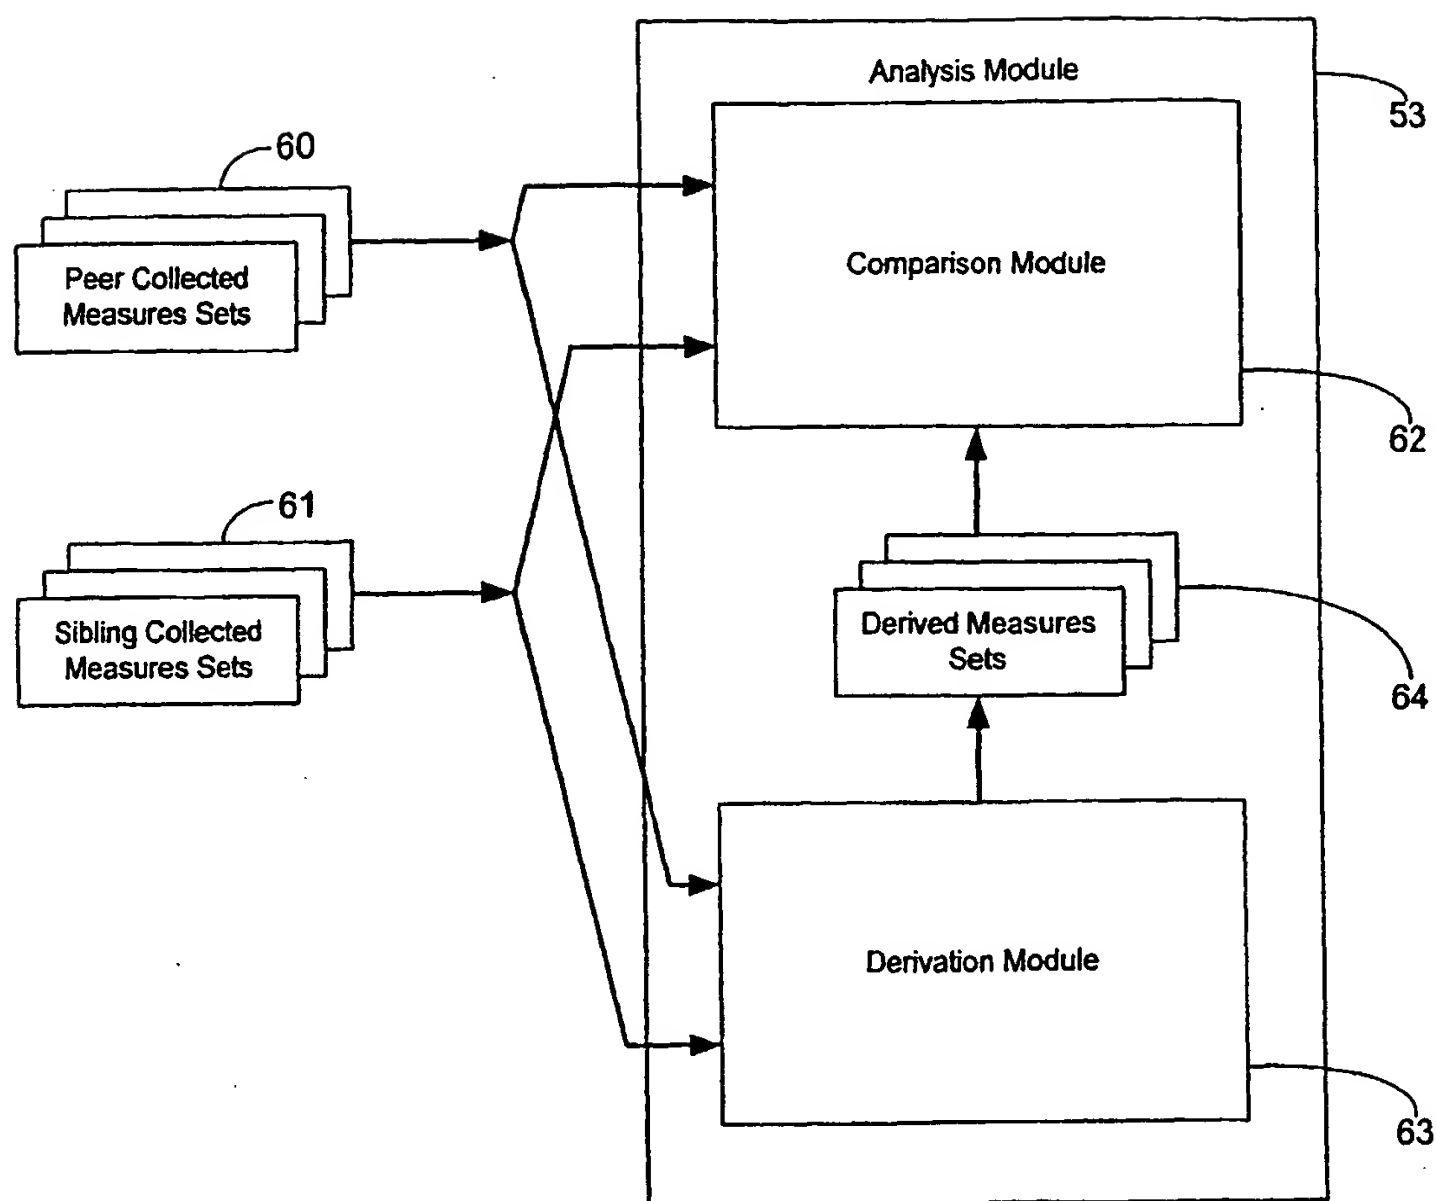 Analysis Module
53
60
Peer Collected
Measures Sets
Comparison Module
62
61
Sibling Collected
Measures Sets
Derived Measures
Sets
64
Derivation Module
63